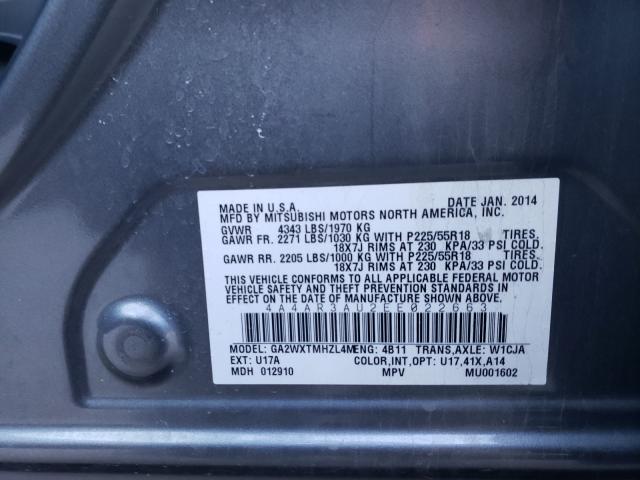 MADE IN U.S.A. DATE JAN. 2014
MFD BY MITSUBISHI MOTORS NORTH AMERICA, INC.
GVWR 4343 LBS/1970 KG
GAWR FR. 2271 LBS/1030 KG WITH P225/55R18 TIRES,
18X7J RIMS AT 230 KPA/33 PSI COLD.
GAWR RR. 2205 LBS/1000 KG WITH P225/55R18 TIRES,
18X7J RIMS AT 230 KPA/33 PSI COLD.
THIS VEHICLE CONFORMS TO ALL APPLICABLE FEDERAL MOTOR
VEHICLE SAFETY AND THEFT PREVENTION STANDARDS IN
EFFECT ON THE DATE OF MANUFACTURE SHOWN ABOVE.
4A4AR3AU2EE022663
MODEL: GA2WXTMHZL4M ENG: 4B11 TRANS,AXLE: W1CJA
EXT: U17A COLOR,INT,OPT: U17,41X,A14
MDH 012910 MPV MU001602